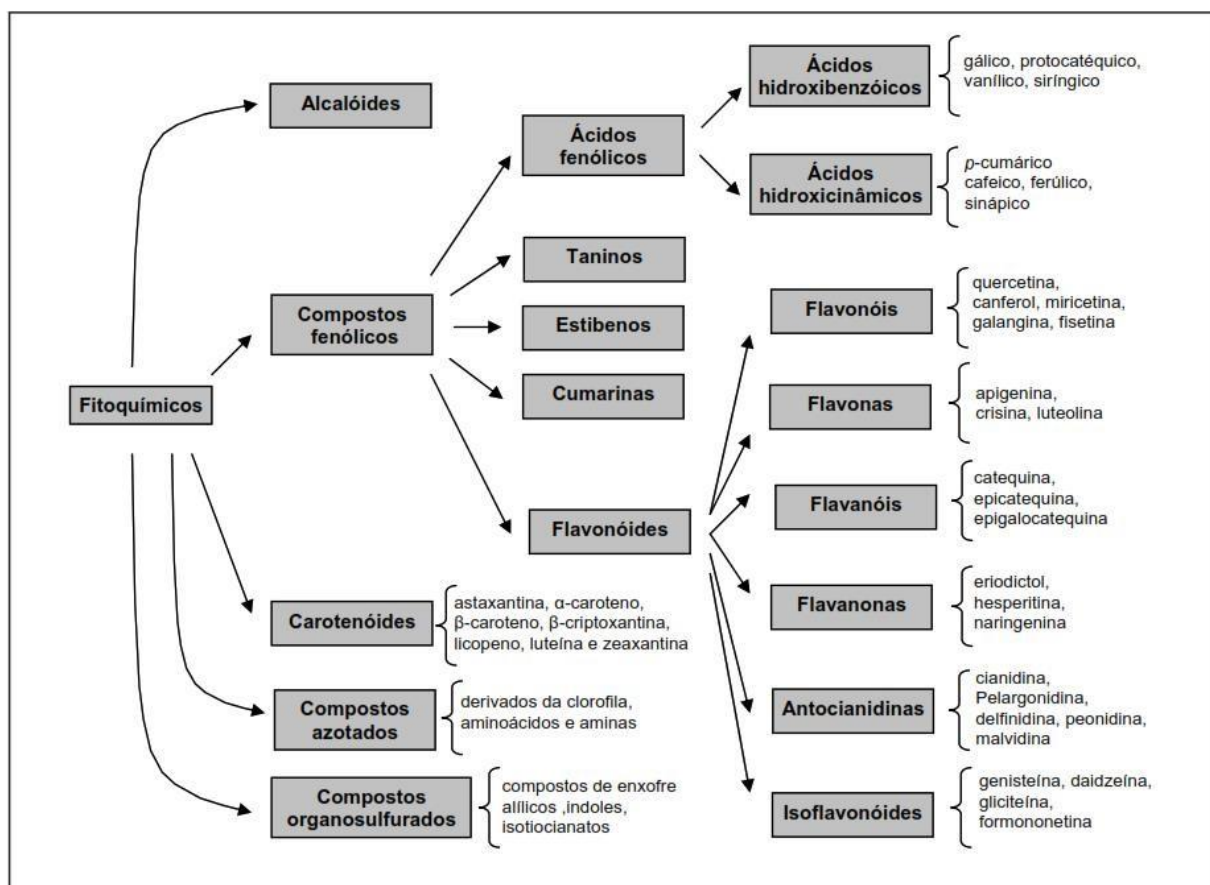 Fitoquímicos
Alcalóides
Compostos
fenólicos
Ácidos
fenólicos
Ácidos
hidroxibenzóicos
gálico, protocatéquico,
vanílico, siríngico
Ácidos
hidroxicinâmicos
p-cumárico
cafeico, ferúlico,
sinápico
Taninos
Estibenos
Cumarinas
Flavonóides
Flavonóis
quercetina,
canferol, miricetina,
galangina, fisetina
Flavonas
apigenina,
crisina, luteolina
Flavanóis
catequina,
epicatequina,
epigalocatequina
Flavanonas
eriodictol,
hesperitina,
naringenina
Antocianidinas
cianidina,
Pelargonidina,
delfinidina, peonidina,
malvidina
Isoflavonóides
genisteína, daidzeína,
gliciteína,
formononetina
Carotenóides
astaxantina, α-caroteno,
β-caroteno, β-criptoxantina,
licopeno, luteína e zeaxantina
Compostos
azotados
derivados da clorofila,
aminoácidos e aminas
Compostos
organosulfurados
compostos de enxofre
alílicos ,indoles,
isotiocianatos